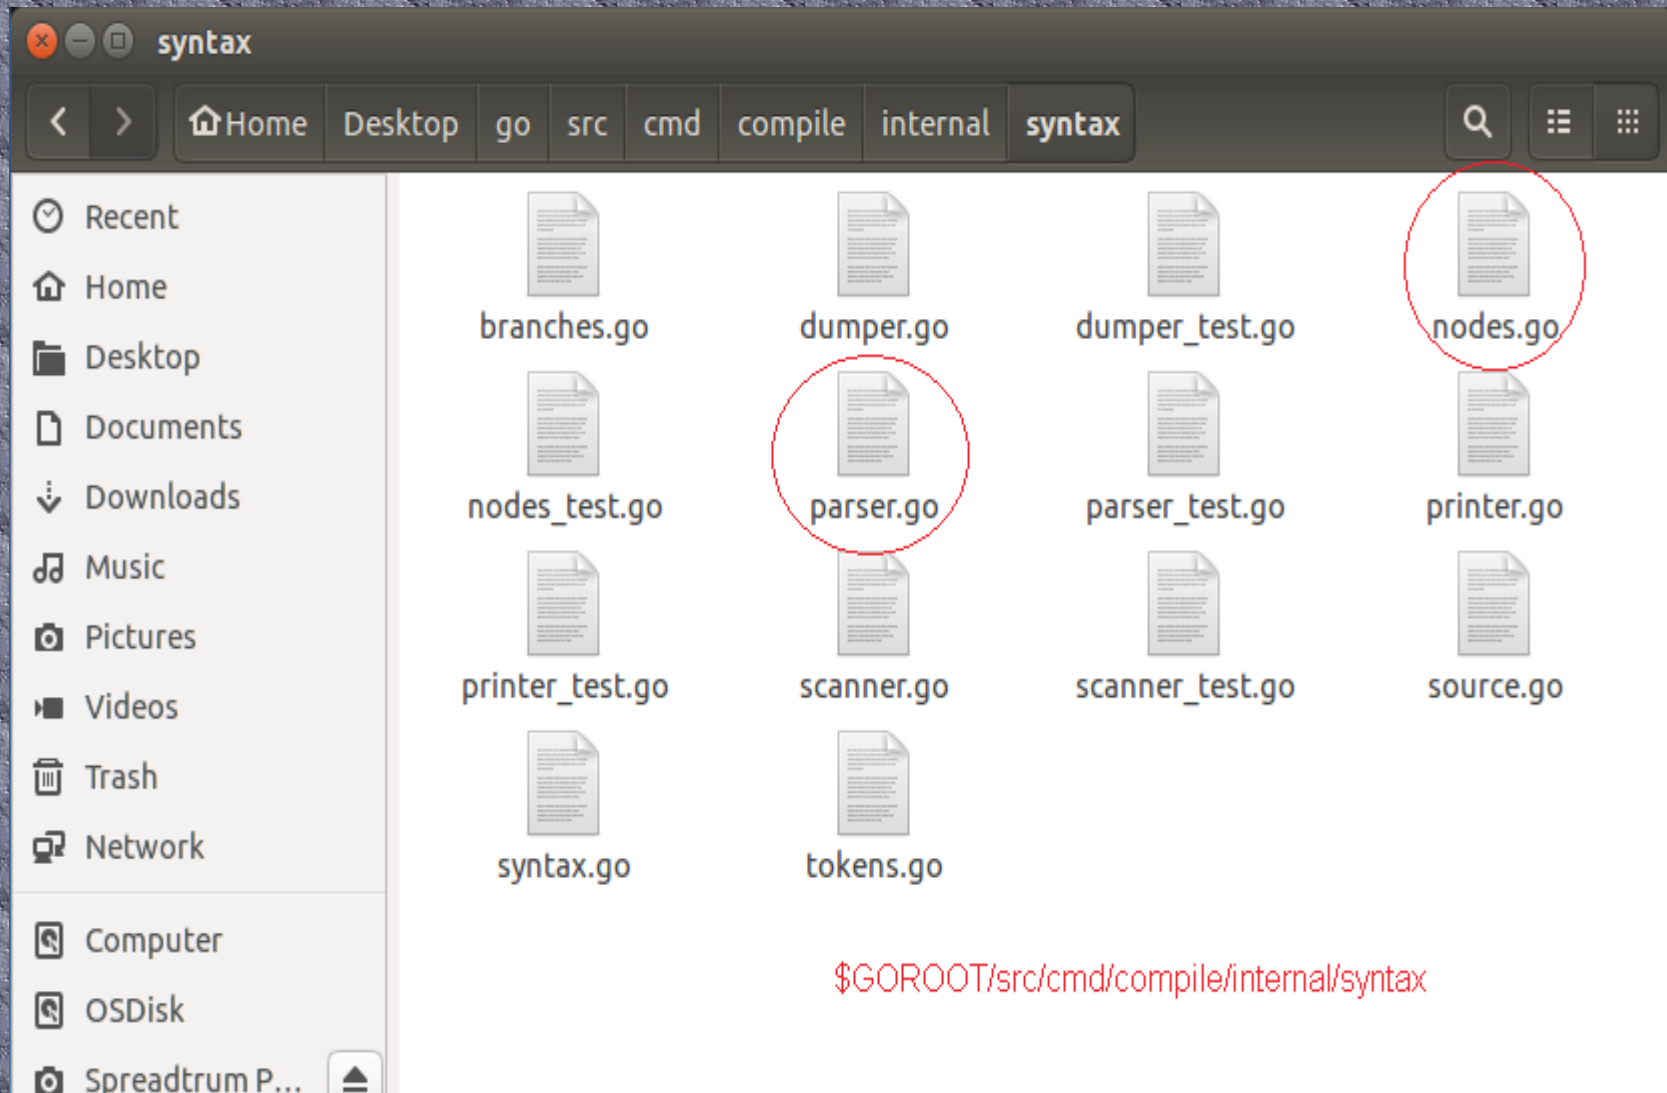 syntax
Home Desktop go src cmd compile internal syntax
Recent
Home
Desktop
Documents
Downloads
Music
Pictures
Videos
Trash
Network
Computer
OSDisk
Spreadtrum P...
branches.go dumper.go dumper_test.go nodes.go
nodes_test.go parser.go parser_test.go printer.go
printer_test.go scanner.go scanner_test.go source.go
syntax.go tokens.go
$GOROOT/src/cmd/compile/internal/syntax